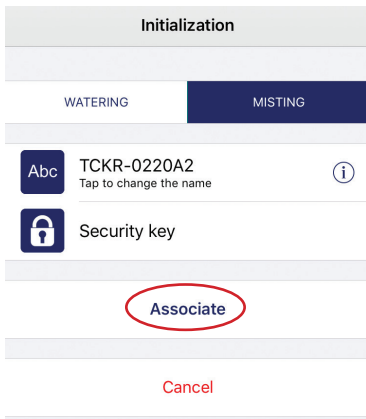 Initialization
WATERING MISTING
Abc TCKR-0220A2
Tap to change the name
i
Security key
Associate
Cancel